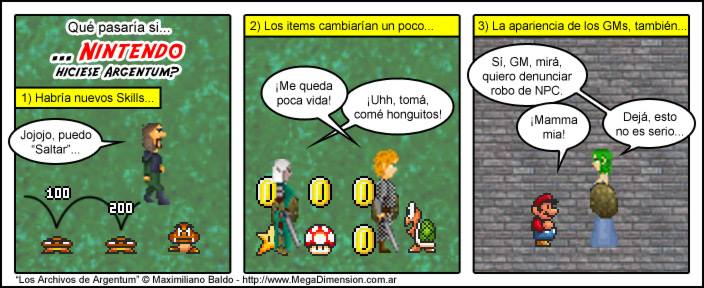 Qué pasaría si...
... NINTENDO
HICIESE ARGENTUM?
1) Habría nuevos Skills...
Jojojo, puedo
“Saltar”...
100
200
2) Los items cambiarían un poco...
¡Me queda
poca vida!
¡Uhh, tomá,
comé honguitos!
3) La apariencia de los GMs, también...
Sí, GM, mirá,
quiero denunciar
robo de NPC.
¡Mamma
mia!
Dejá, esto
no es serio...
“Los Archivos de Argentum” © Maximiliano Baldo - http://www.MegaDimension.com.ar